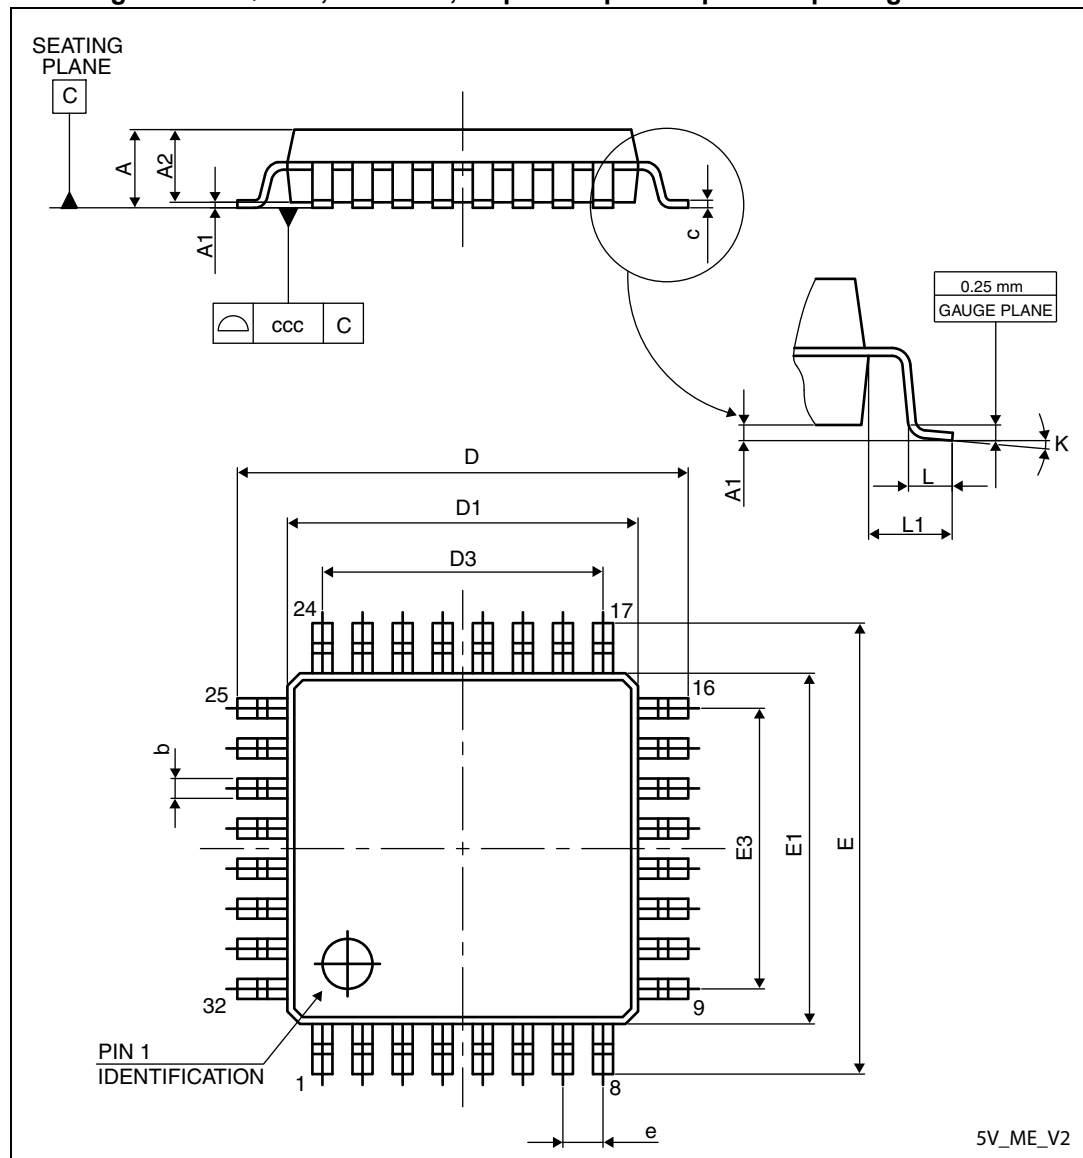 SEATING
PLANE
C
A
A2
A1
c
ccc
C
0.25 mm
GAUGE PLANE
K
A1
L
L1
D
D1
D3
24
17
25
16
b
E3
E1
E
32
9
PIN 1
IDENTIFICATION
1
8
e
5V_ME_V2